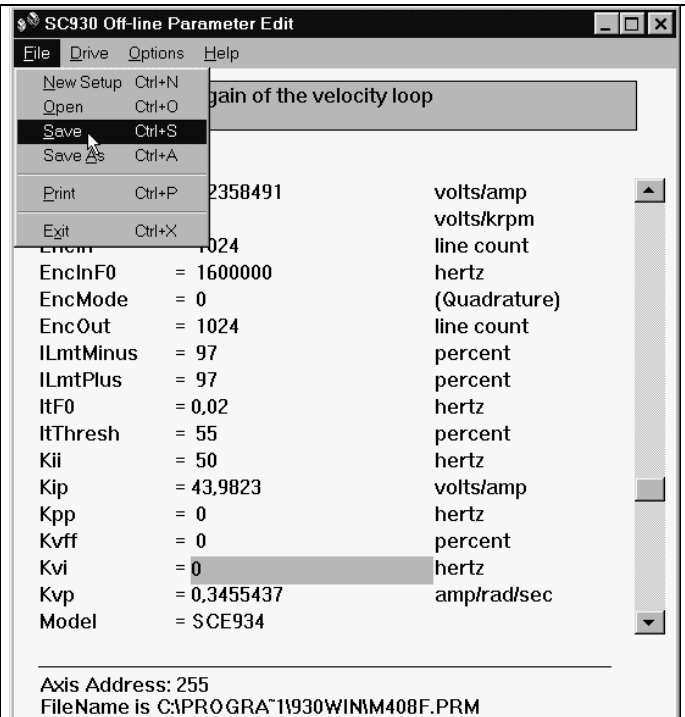 SC930 Off-line Parameter Edit
File Drive Options Help
New Setup Ctrl+N
Open Ctrl+O
Save Ctrl+S
Save As Ctrl+A
Print Ctrl+P
Exit Ctrl+X
gain of the velocity loop
2358491 volts/amp
volts/krpm
EncIn 1024 line count
EncInF0 = 1600000 hertz
EncMode = 0 (Quadrature)
EncOut = 1024 line count
ILmtMinus = 97 percent
ILmtPlus = 97 percent
ItF0 = 0,02 hertz
ItThresh = 55 percent
Kii = 50 hertz
Kip = 43,9823 volts/amp
Kpp = 0 hertz
Kvff = 0 percent
Kvi = 0 hertz
Kvp = 0,3455437 amp/rad/sec
Model = SCE934
Axis Address: 255
FileName is C:\PROGRA~1\930WIN\M408F.PRM